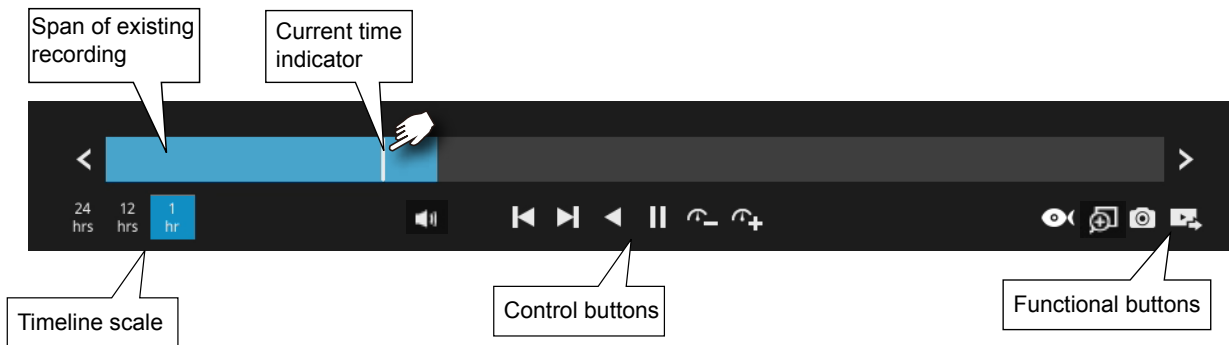 Span of existing
recording
Current time
indicator
24
hrs
12
hrs
1
hr
Timeline scale
Control buttons
Functional buttons